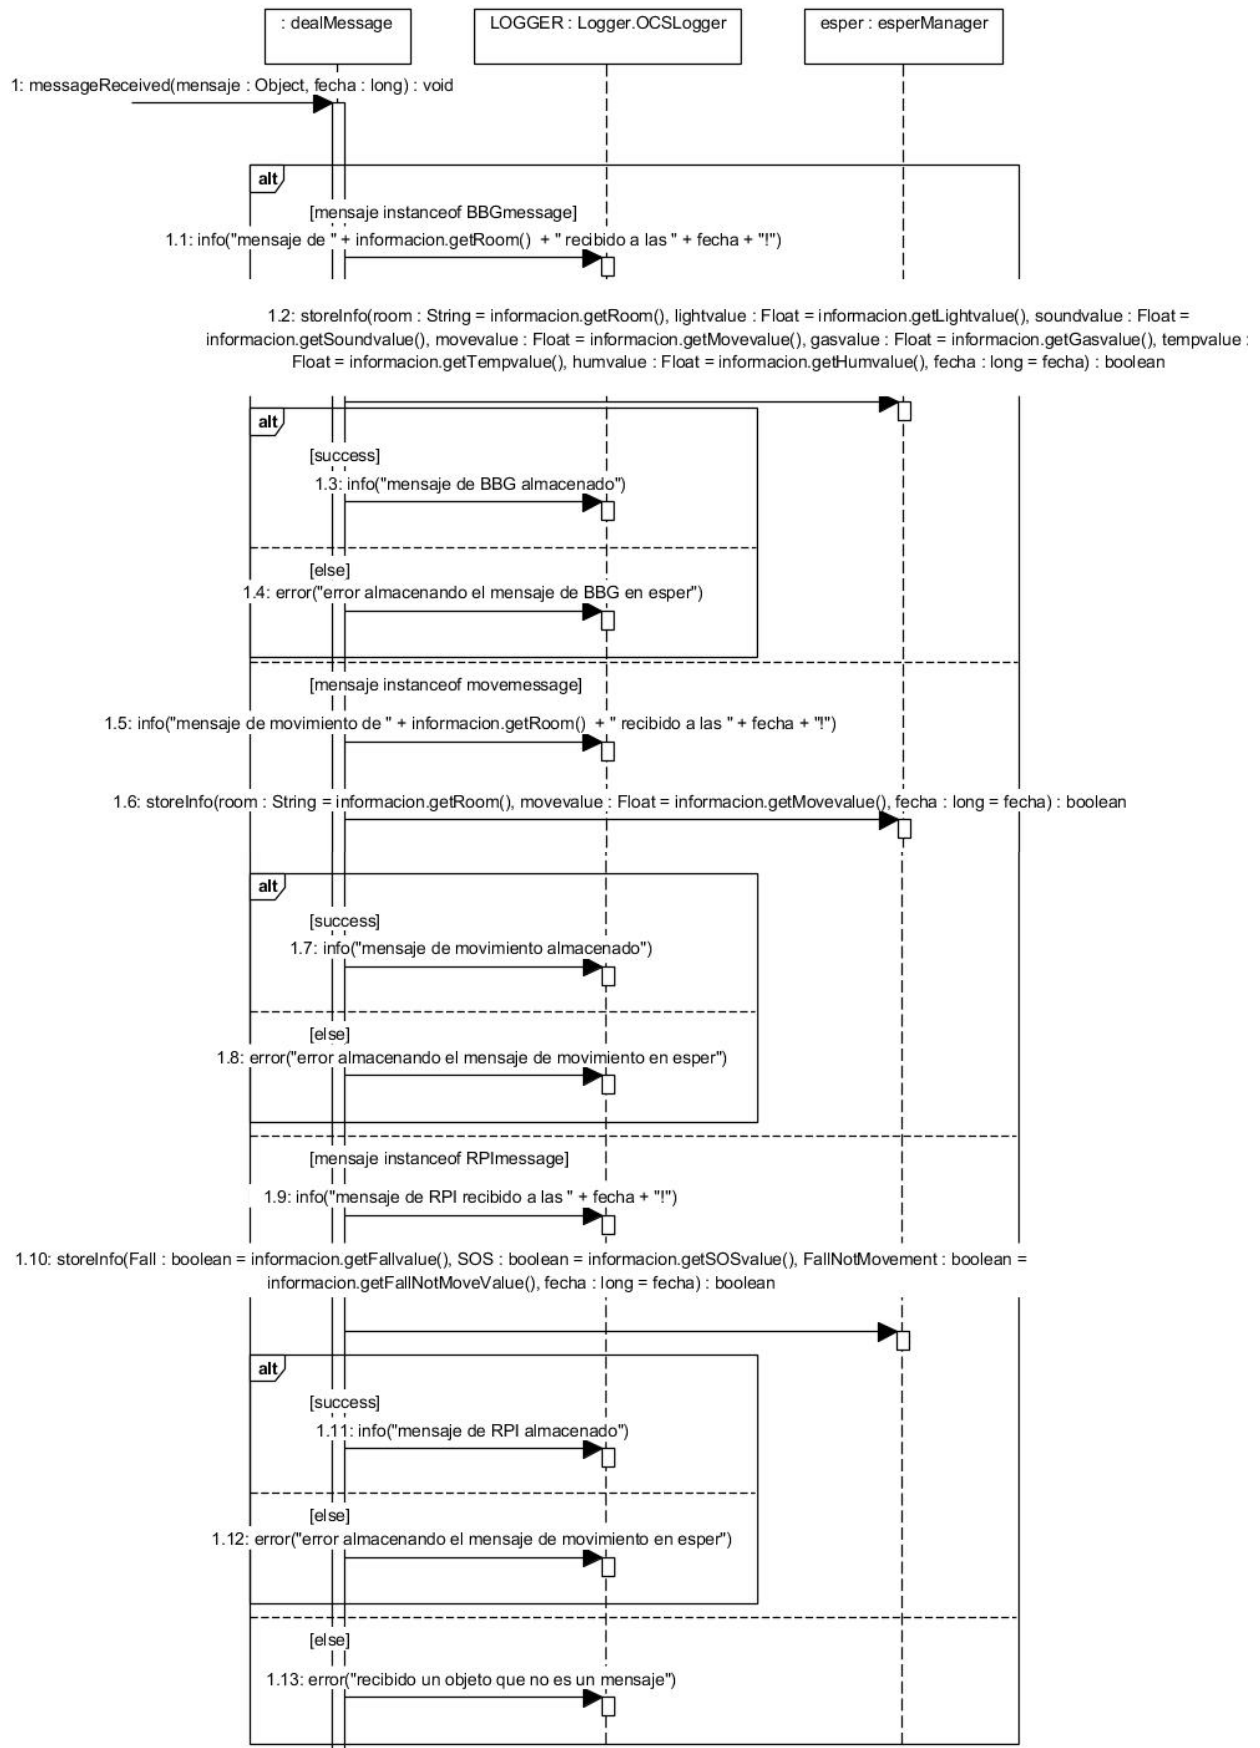 : dealMessage
LOGGER : Logger.OCSLogger
esper : esperManager
1: messageReceived(mensaje : Object, fecha : long) : void
alt
[mensaje instanceof BBGmessage]
1.1: info("mensaje de " + informacion.getRoom() + " recibido a las " + fecha + "!")
1.2: storeInfo(room : String = informacion.getRoom(), lightvalue : Float = informacion.getLightvalue(), soundvalue : Float =
informacion.getSoundvalue(), movevalue : Float = informacion.getMovevalue(), gasvalue : Float = informacion.getGasvalue(), tempvalue :
Float = informacion.getTempvalue(), humvalue : Float = informacion.getHumvalue(), fecha : long = fecha) : boolean
alt
[success]
1.3: info("mensaje de BBG almacenado")
[else]
1.4: error("error almacenando el mensaje de BBG en esper")
[mensaje instanceof movemessage]
1.5: info("mensaje de movimiento de " + informacion.getRoom() + " recibido a las " + fecha + "!")
1.6: storeInfo(room : String = informacion.getRoom(), movevalue : Float = informacion.getMovevalue(), fecha : long = fecha) : boolean
alt
[success]
1.7: info("mensaje de movimiento almacenado")
[else]
1.8: error("error almacenando el mensaje de movimiento en esper")
[mensaje instanceof RPImessage]
1.9: info("mensaje de RPI recibido a las " + fecha + "!")
1.10: storeInfo(Fall : boolean = informacion.getFallvalue(), SOS : boolean = informacion.getSOSvalue(), FallNotMovement : boolean =
informacion.getFallNotMoveValue(), fecha : long = fecha) : boolean
alt
[success]
1.11: info("mensaje de RPI almacenado")
[else]
1.12: error("error almacenando el mensaje de movimiento en esper")
[else]
1.13: error("recibido un objeto que no es un mensaje")